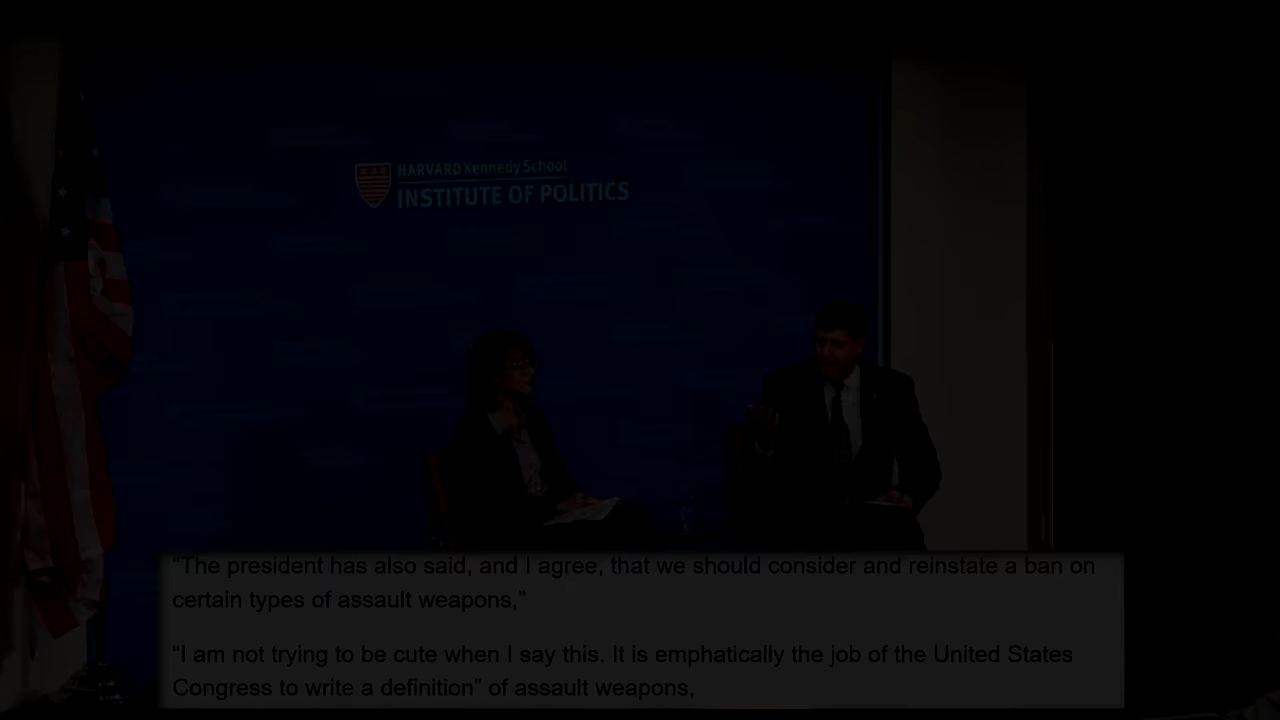 HARVARD Kennedy School
INSTITUTE OF POLITICS
“The president has also said, and I agree, that we should consider and reinstate a ban on
certain types of assault weapons,”
“I am not trying to be cute when I say this. It is emphatically the job of the United States
Congress to write a definition” of assault weapons,